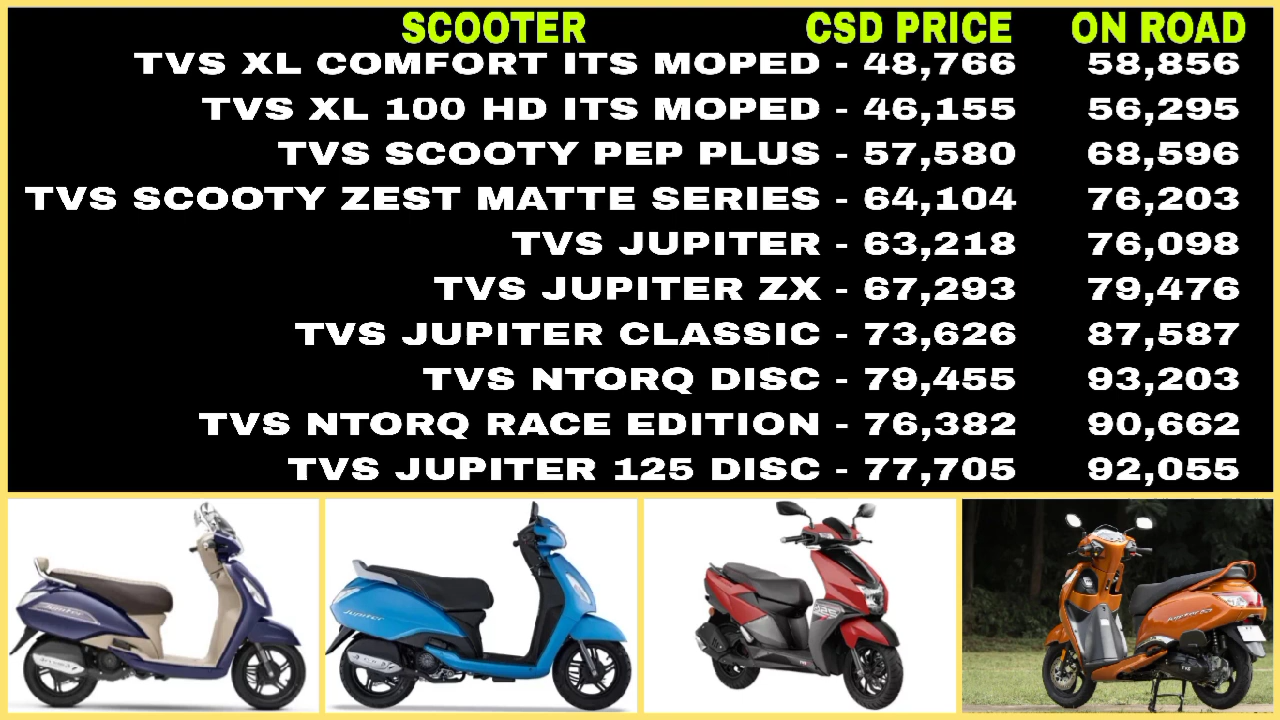 SCOOTER CSD PRICE ON ROAD
TVS XL COMFORT ITS MOPED - 48,766 58,856
TVS XL 100 HD ITS MOPED - 46,155 56,295
TVS SCOOTY PEP PLUS - 57,580 68,596
TVS SCOOTY ZEST MATTE SERIES - 64,104 76,203
TVS JUPITER - 63,218 76,098
TVS JUPITER ZX - 67,293 79,476
TVS JUPITER CLASSIC - 73,626 87,587
TVS NTORQ DISC - 79,455 93,203
TVS NTORQ RACE EDITION - 76,382 90,662
TVS JUPITER 125 DISC - 77,705 92,055
Jupiter
Jupiter